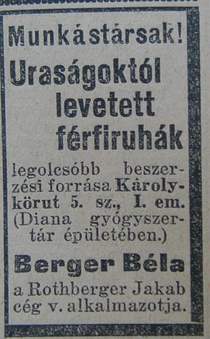 Munkástársak!
Uraságoktól
levetett
férfiruhák
legolcsóbb beszer-
zési forrása Károly-
körut 5. sz., I. em.
(Diana gyógyszer-
tár épületében.)
Berger Béla
a Rothberger Jakab
cég v. alkalmazotja.